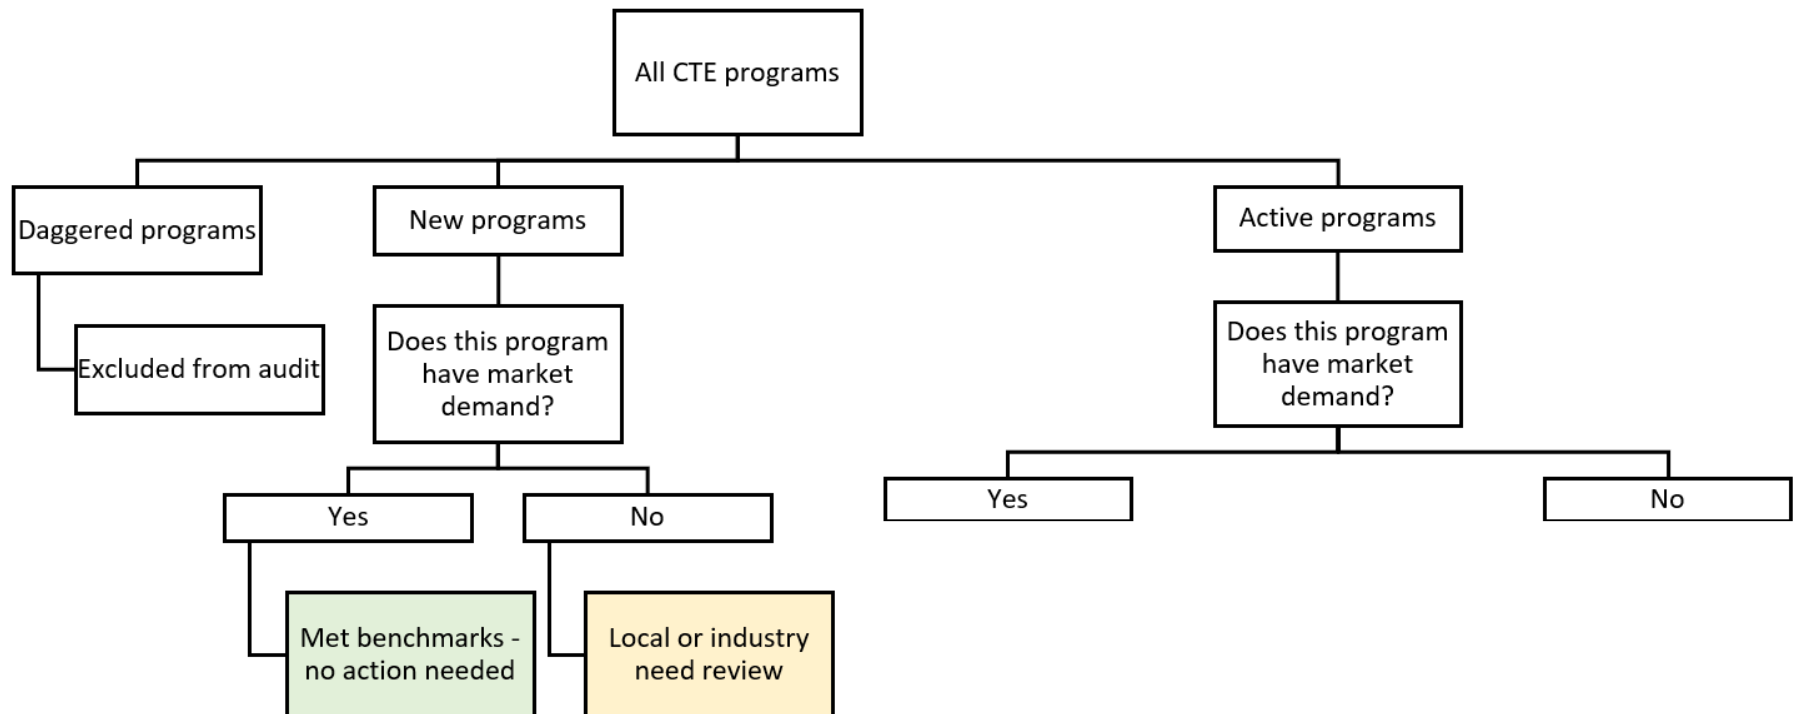 All CTE programs
Daggered programs
New programs
Active programs
Excluded from audit
Does this program
have market
demand?
Does this program
have market
demand?
Yes
No
Yes
No
Met benchmarks -
no action needed
Local or industry
need review